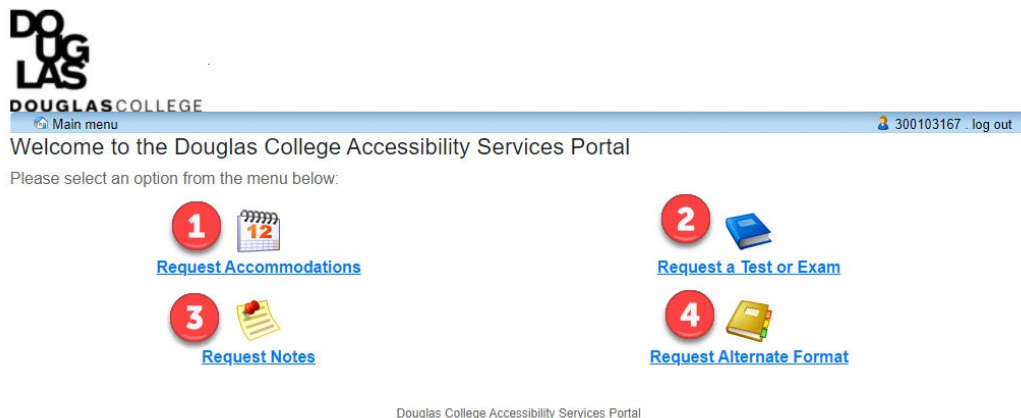 DO
UG
LAS
DOUGLASCOLLEGE
Main menu 300103167 . log out
Welcome to the Douglas College Accessibility Services Portal
Please select an option from the menu below:
1 12 2
Request Accommodations Request a Test or Exam
3 4
Request Notes Request Alternate Format
Douglas College Accessibility Services Portal